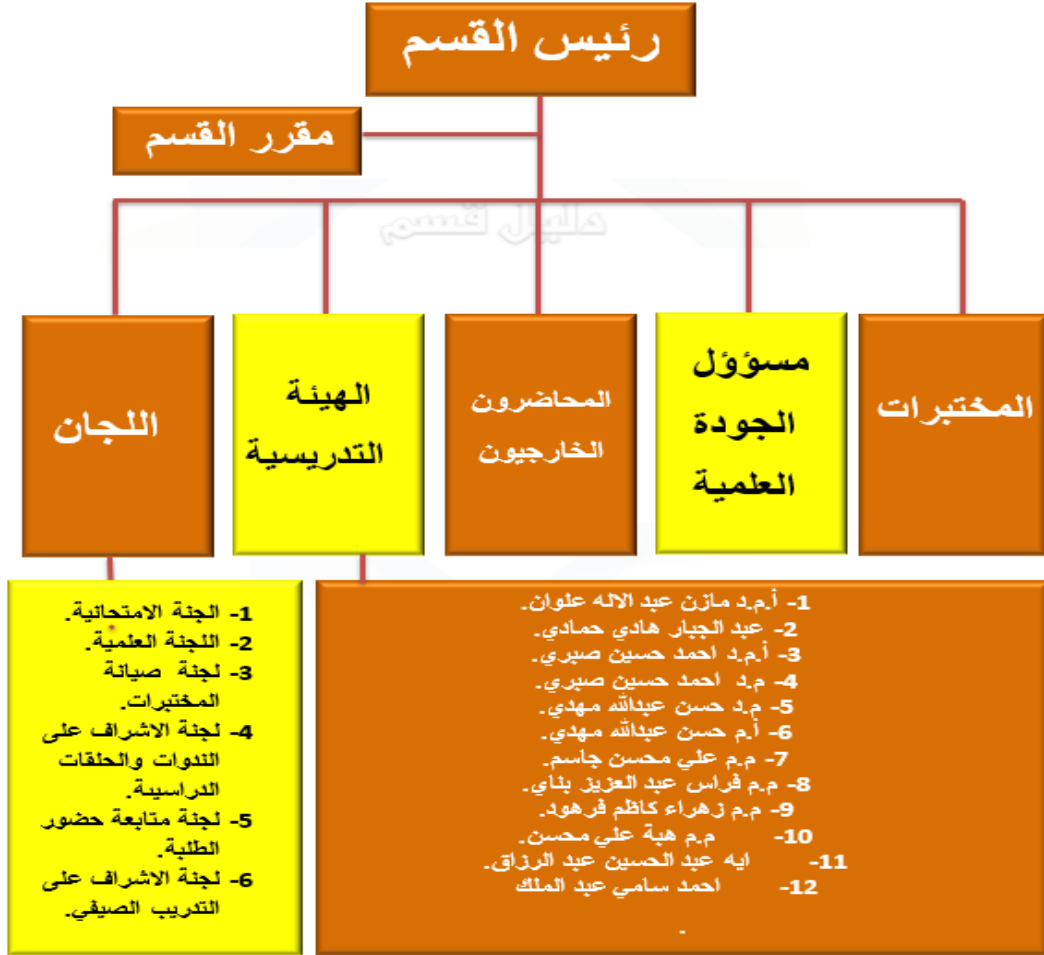 رئيس القسم
مقرر القسم
دليل قسم
المختبرات
مسؤؤل
الجودة
العلمية
المحاضرون
الخارجيون
الهيئة
التدريسية
اللجان
1- أ.م.د مازن عبد الاله علوان.
2- عبد الجبار هادي حمادي.
3- أ.م.د احمد حسين صبري.
4- م.د احمد حسين صبري.
5- م.د حسن عبدالله مهدي.
6- أ.م حسن عبدالله مهدي.
7- م.م علي محسن جاسم.
8- م.م فراس عبد العزيز بناي.
9- م.م زهراء كاظم فرهود.
10- م.م هبة علي محسن.
11- ايه عبد الحسين عبد الرزاق.
12- احمد سامي عبد الملك
.
1- الجنة الامتحانية.
2- اللجنة العلمية.
3- لجنة صيانة
المختبرات.
4- لجنة الاشراف على
الندوات والحلقات
الدراسية.
5- لجنة متابعة حضور
الطلبة.
6- لجنة الاشراف على
التدريب الصيفي.